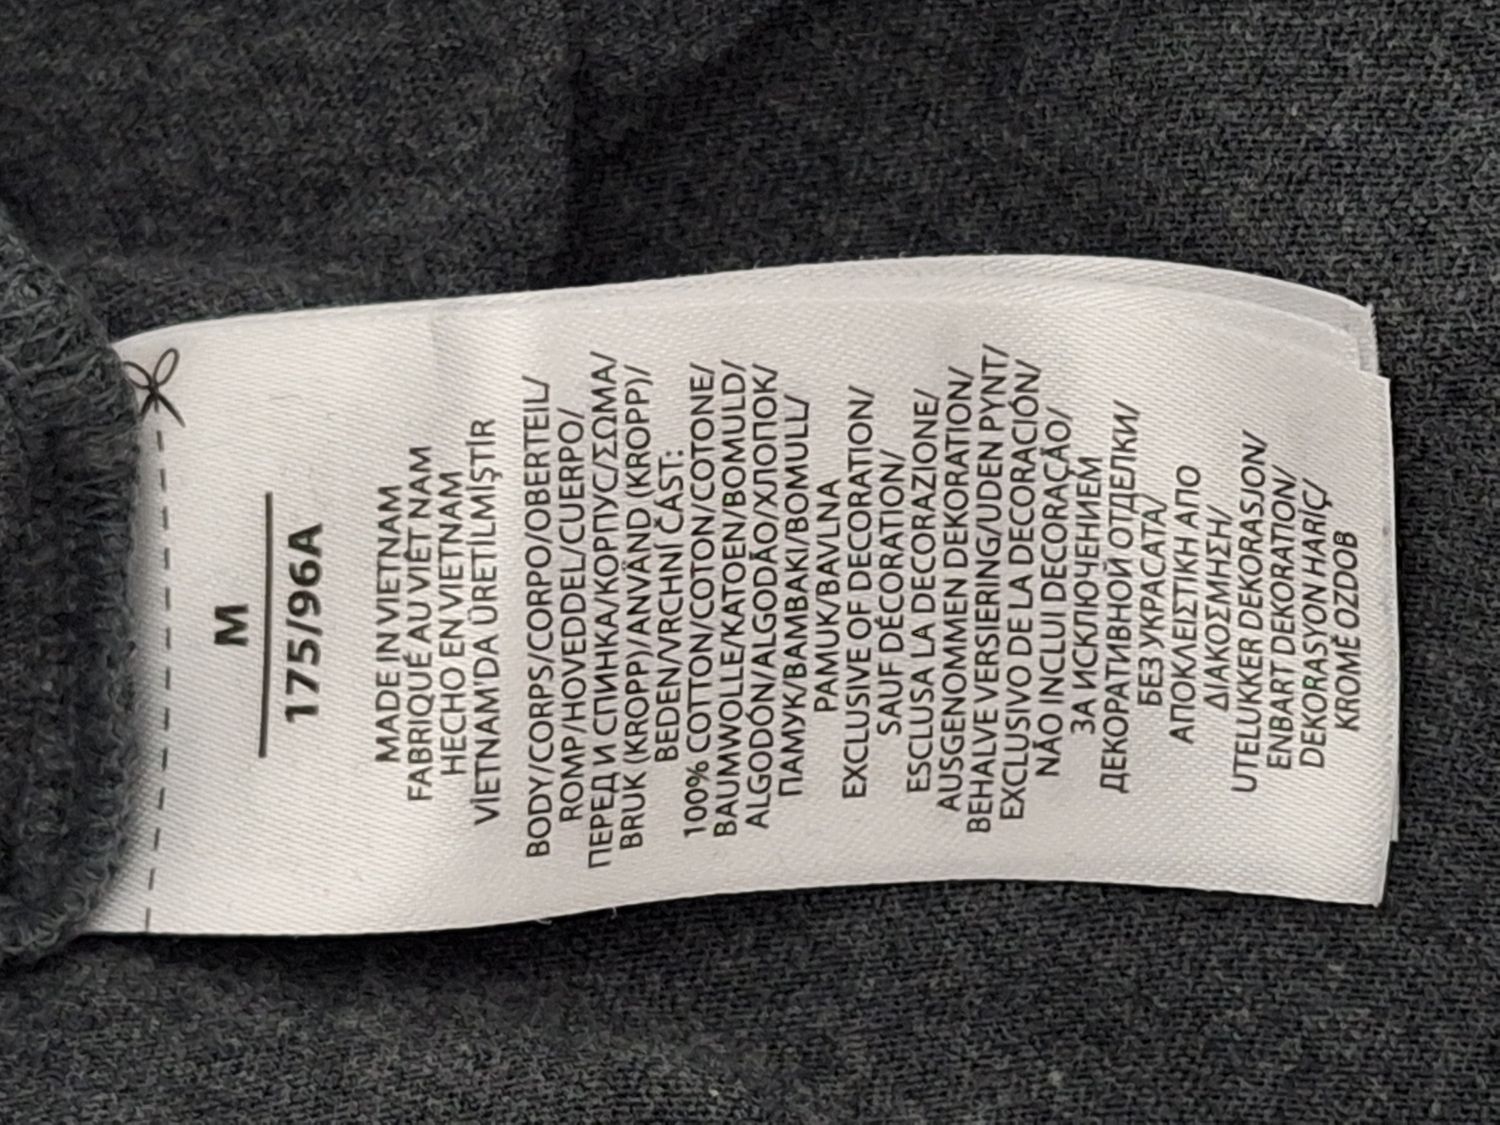 M
175/96A
MADE IN VIETNAM
FABRIQUÉ AU VIÊT NAM
HECHO EN VIETNAM
VİETNAM DA ÜRETİLMİŞTİR
BODY/CORPS/CORPO/OBERTEIL/
ROMP/HOVEDDEL/CUERPO/
ПЕРЕД И СПИНКА/КОРПУС/ΣΩΜΑ/
BRUK (KROPP)/ANVÄND (KROPP)/
BEDEN/VRCHNÍ ČÁST:
100% COTTON/COTON/COTONE/
BAUMWOLLE/KATOEN/BOMULD/
ALGODÓN/ALGODÃO/ХЛОПОК/
ПАМУК/ΒΑΜΒΑΚΙ/BOMULL/
PAMUK/BAVLNA
EXCLUSIVE OF DECORATION/
SAUF DÉCORATION/
ESCLUSA LA DECORAZIONE/
AUSGENOMMEN DEKORATION/
BEHALVE VERSIERING/UDEN PYNT/
EXCLUSIVO DE LA DECORACIÓN/
NÃO INCLUI DECORAÇÃO/
ЗА ИСКЛЮЧЕНИЕМ
ДЕКОРАТИВНОЙ ОТДЕЛКИ/
БЕЗ УКРАСАТА/
ΑΠΟΚΛΕΙΣΤΙΚΗ ΑΠΟ
ΔΙΑΚΟΣΜΗΣΗ/
UTELUKKER DEKORASJON/
ENBART DEKORATION/
DEKORASYON HARIÇ/
KROMĚ OZDOB